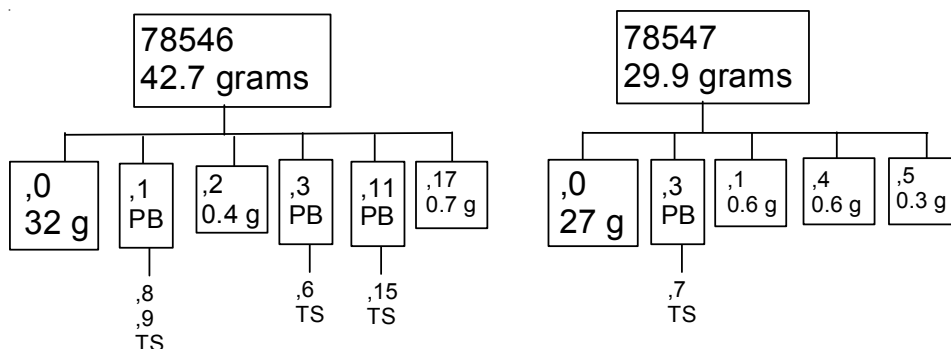 78546
42.7 grams
,0
32 g
,1
PB
,2
0.4 g
,3
PB
,11
PB
,17
0.7 g
,8
,9
TS
,6
TS
,15
TS
78547
29.9 grams
,0
27 g
,3
PB
,1
0.6 g
,4
0.6 g
,5
0.3 g
,7
TS